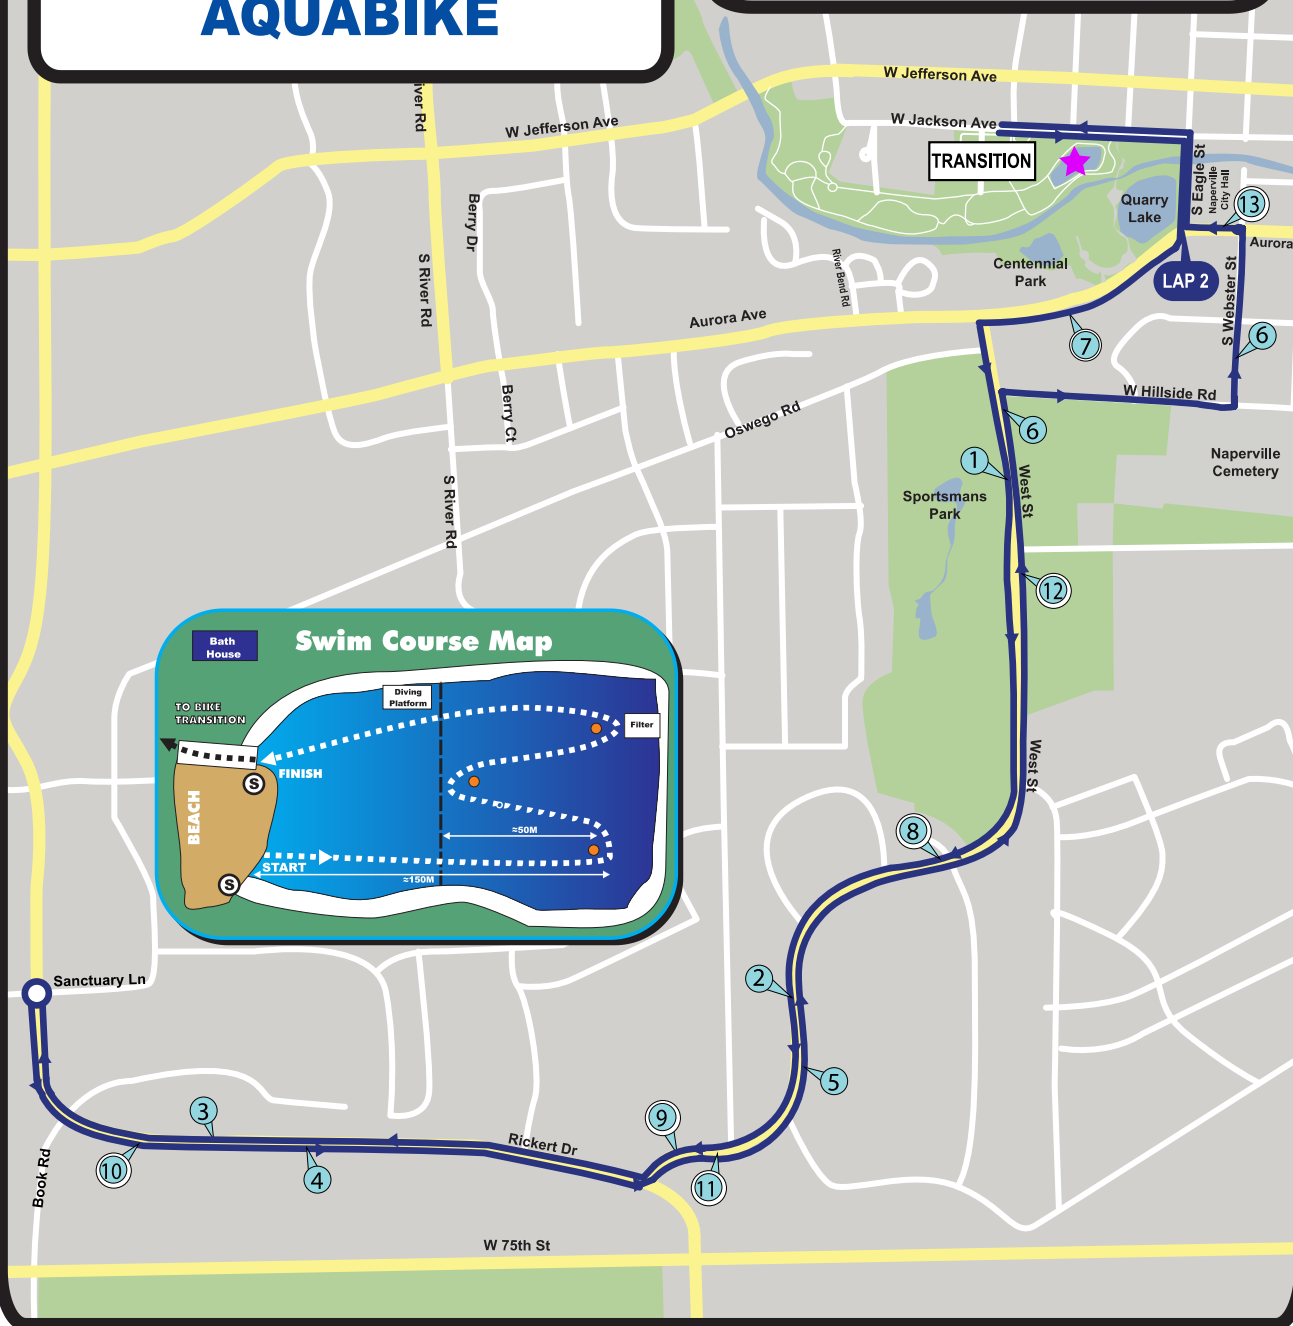 AQUABIKE
W Jefferson Ave
W Jefferson Ave
W Jackson Ave
TRANSITION
iver Rd
S Eagle St
Naperville
City Hall
Quarry
Lake
13
Aurora
Berry Dr
S River Rd
River Bend Rd
Centennial
Park
LAP 2
S Webster St
Aurora Ave
7
6
Berry Ct
Oswego Rd
W Hillside Rd
6
1
Naperville
Cemetery
S River Rd
Sportsmans
Park
West St
12
Bath
House
Swim Course Map
Diving
Platform
TO BIKE
TRANSITION
Filter
FINISH
S
BEACH
≈50M
START
≈150M
S
West St
8
Sanctuary Ln
2
5
3
9
Rickert Dr
10
4
11
Book Rd
W 75th St